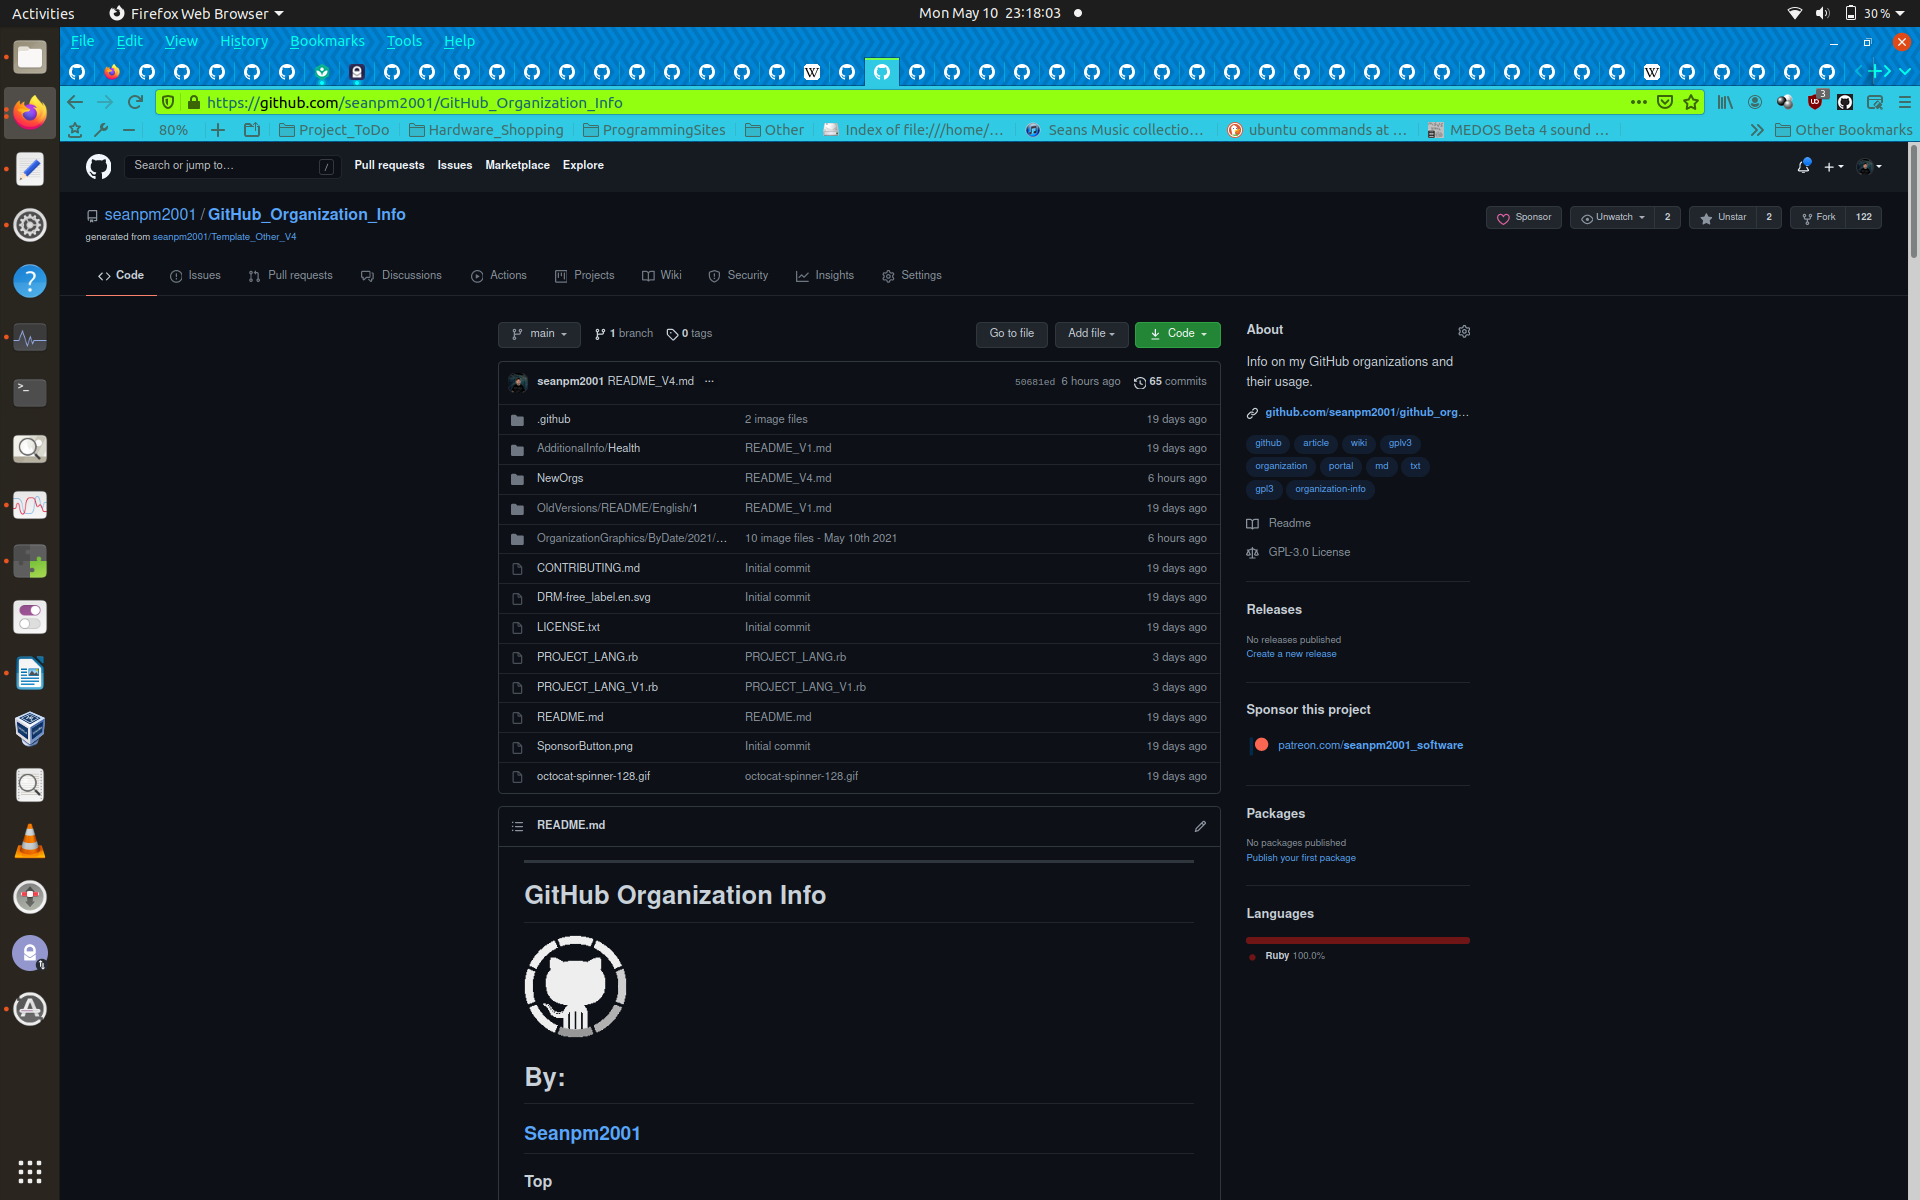 Activities
Firefox Web Browser
Mon May 10 23:18:03
30 %
File Edit View History Bookmarks Tools Help
https://github.com/seanpm2001/GitHub_Organization_Info
3
80%
Project_ToDo
Hardware_Shopping
ProgrammingSites
Other
Index of file:///home/...
Seans Music collectio...
ubuntu commands at ...
MEDOS Beta 4 sound ...
Other Bookmarks
Search or jump to...
/
Pull requests Issues Marketplace Explore
seanpm2001 / GitHub_Organization_Info
generated from seanpm2001/Template_Other_V4
Sponsor
Unwatch 2
Unstar 2
Fork 122
Code Issues Pull requests Discussions Actions Projects Wiki Security Insights Settings
main
1 branch
0 tags
Go to file
Add file
Code
seanpm2001 README_V4.md ...
50681ed 6 hours ago 65 commits
.github 2 image files 19 days ago
AdditionalInfo/Health README_V1.md 19 days ago
NewOrgs README_V4.md 6 hours ago
OldVersions/README/English/1 README_V1.md 19 days ago
OrganizationGraphics/ByDate/2021/... 10 image files - May 10th 2021 6 hours ago
CONTRIBUTING.md Initial commit 19 days ago
DRM-free_label.en.svg Initial commit 19 days ago
LICENSE.txt Initial commit 19 days ago
PROJECT_LANG.rb PROJECT_LANG.rb 3 days ago
PROJECT_LANG_V1.rb PROJECT_LANG_V1.rb 3 days ago
README.md README.md 19 days ago
SponsorButton.png Initial commit 19 days ago
octocat-spinner-128.gif octocat-spinner-128.gif 19 days ago
README.md
GitHub Organization Info
By:
Seanpm2001
Top
About
Info on my GitHub organizations and
their usage.
github.com/seanpm2001/github_org...
github article wiki gplv3
organization portal md txt
gpl3 organization-info
Readme
GPL-3.0 License
Releases
No releases published
Create a new release
Sponsor this project
patreon.com/seanpm2001_software
Packages
No packages published
Publish your first package
Languages
Ruby 100.0%